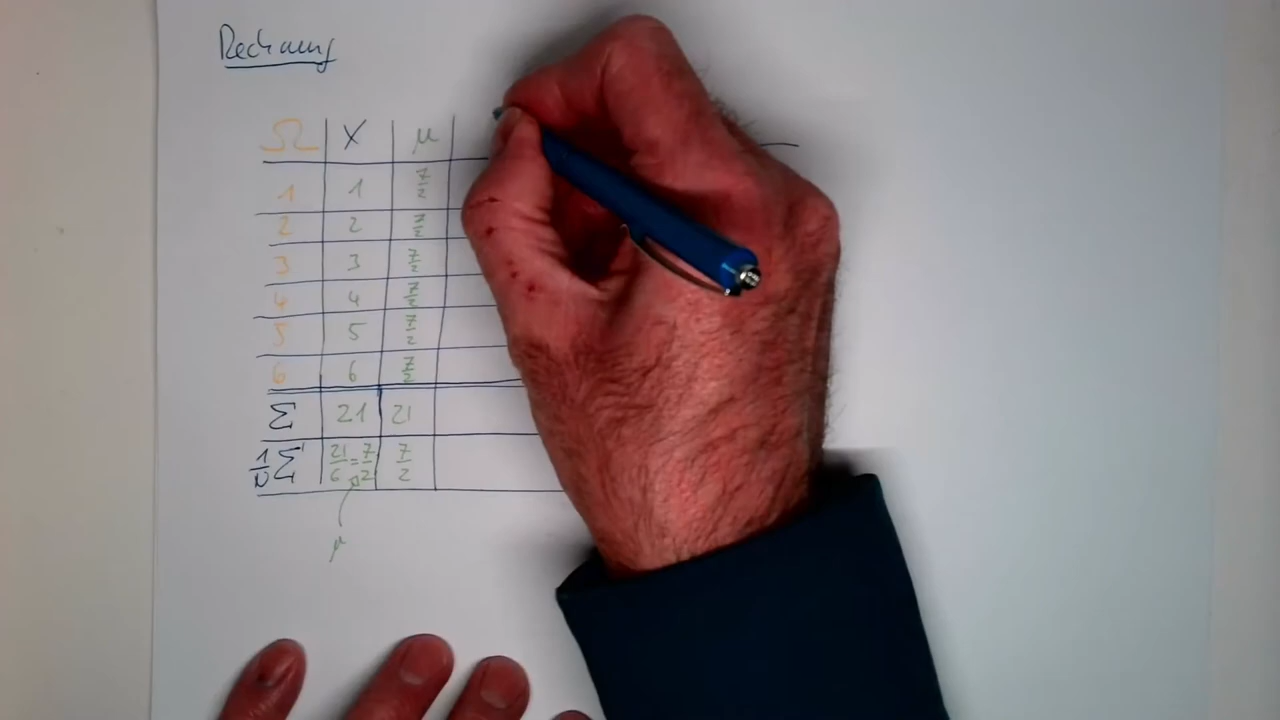 Rechnung
Ω X μ
1 1 7/2
2 2 7/2
3 3 7/2
4 4 7/2
5 5 7/2
6 6 7/2
Σ 21 21
1/N Σ 21/6 = 7/2 7/2
μ